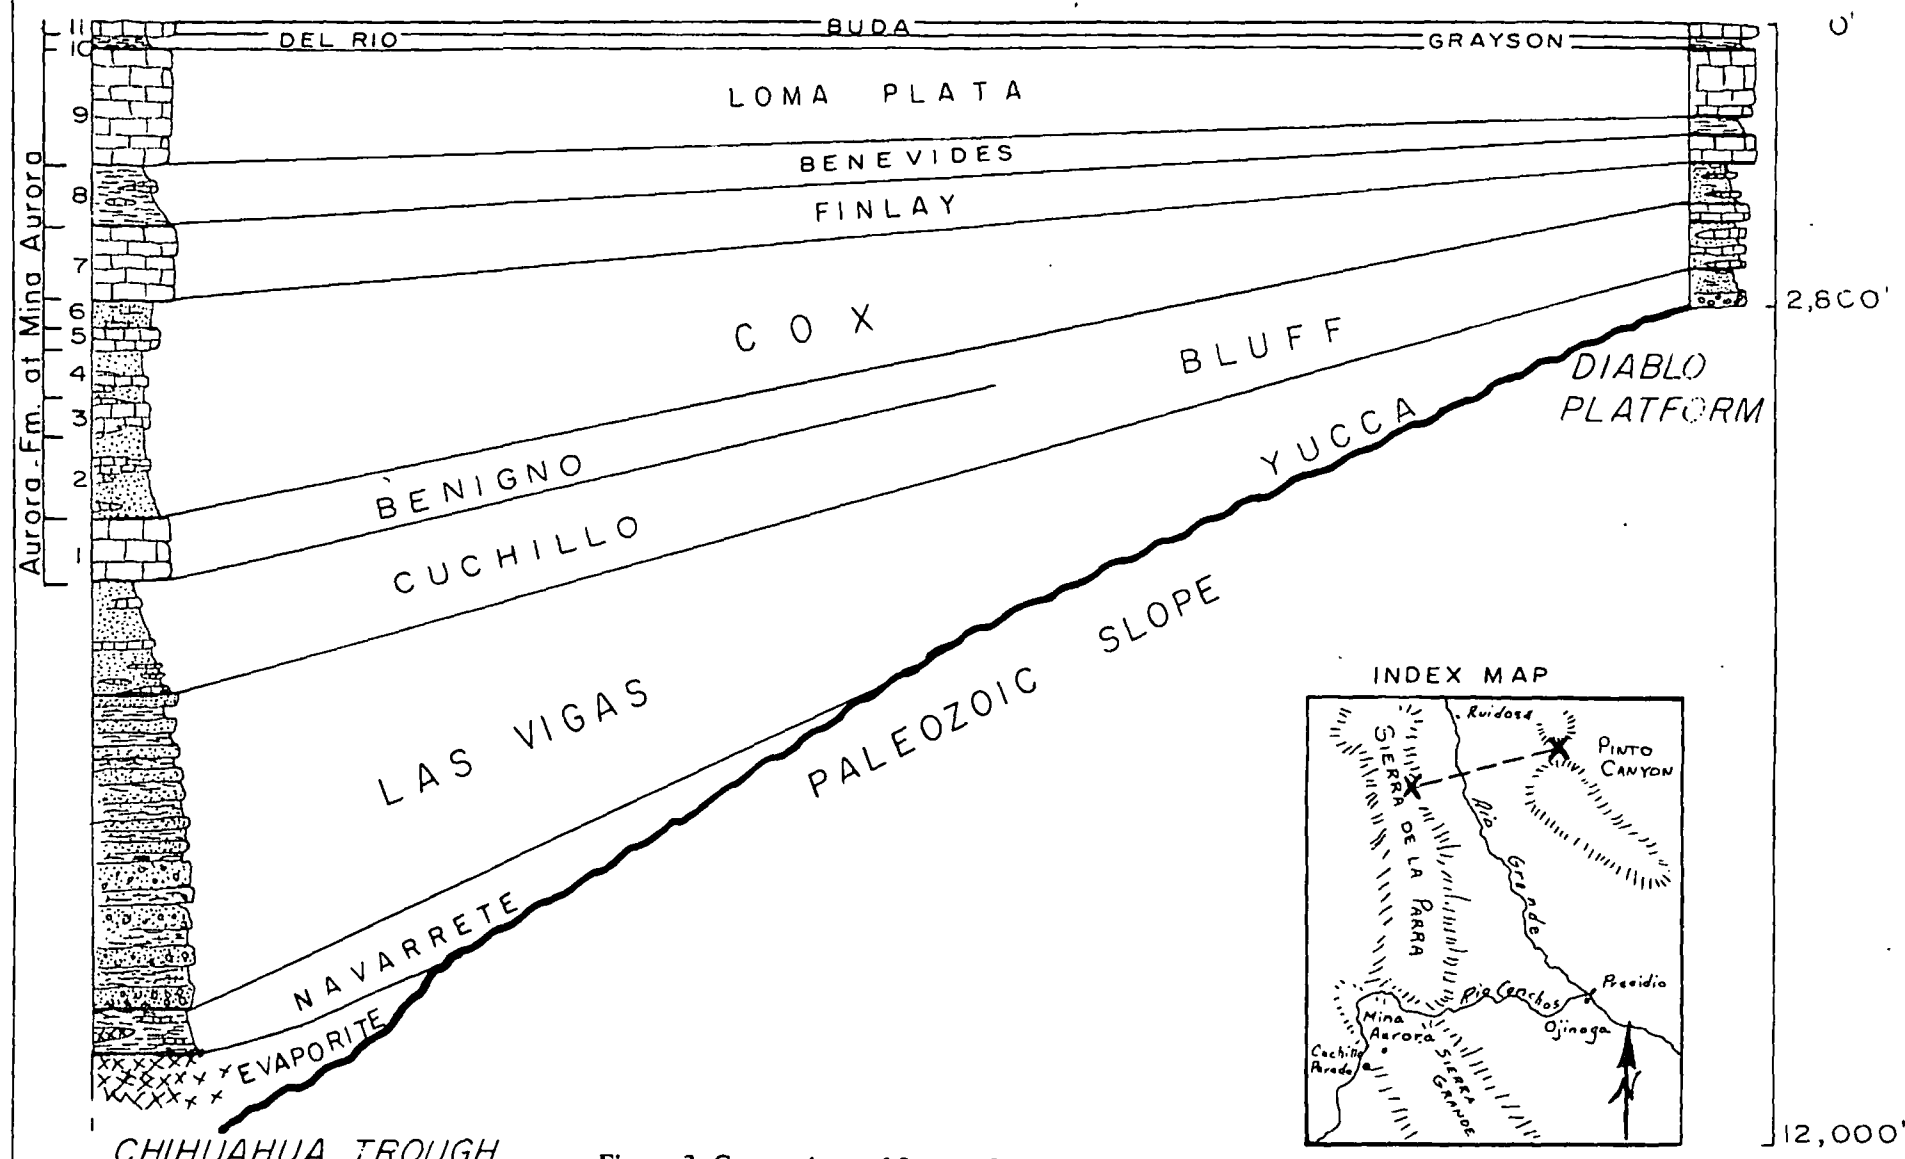 BUDA
DEL RIO
GRAYSON
LOMA PLATA
BENEVIDES
FINLAY
COX
BLUFF
BENIGNO
CUCHILLO
YUCCA
LAS VIGAS
NAVARRETE
EVAPORITE
PALEOZOIC SLOPE
DIABLO
PLATFORM
CHIHUAHUA TROUGH
Aurora Fm. at Mina Aurora
11
10
9
8
7
6
5
4
3
2
1
0'
2,800'
12,000'
INDEX MAP
Ruidosa
PINTO
CANYON
SIERRA DE LA PARRA
Rio Grande
Rio Conchos
Presidio
Ojinaga
Mina
Aurora
Cuchillo
Parado
SIERRA
GRANDE
N